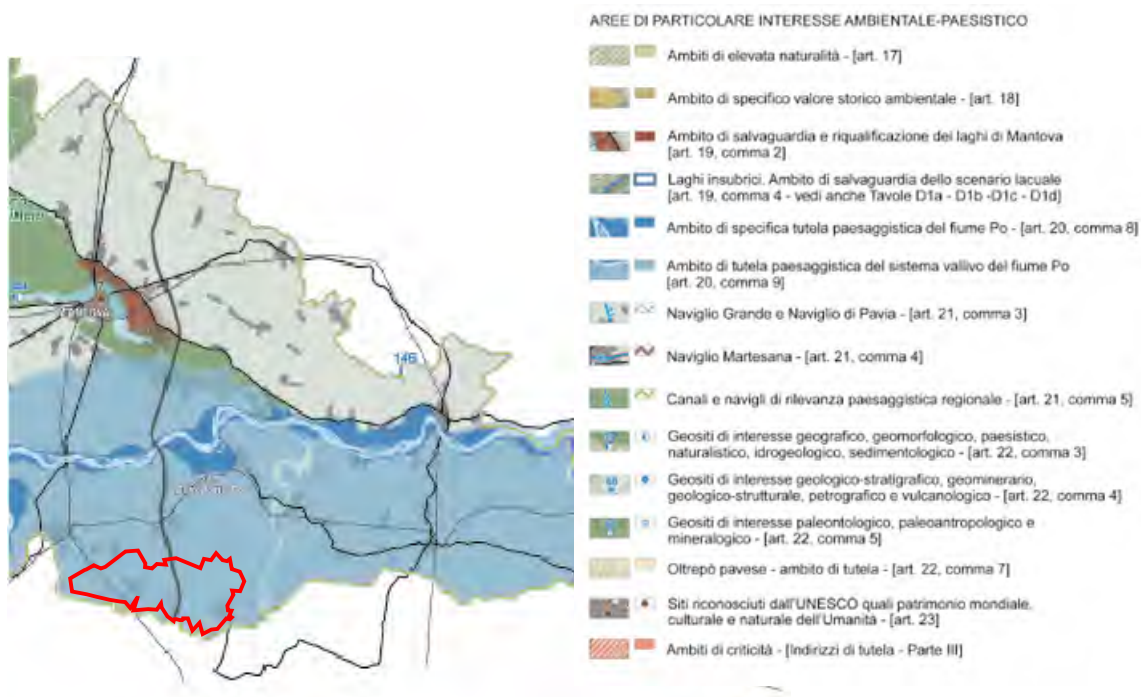 AREE DI PARTICOLARE INTERESSE AMBIENTALE-PAESISTICO
Ambiti di elevata naturalità - [art. 17]
Ambito di specifico valore storico ambientale - [art. 18]
Ambito di salvaguardia e riqualificazione dei laghi di Mantova
[art. 19, comma 2]
Laghi insubrici. Ambito di salvaguardia dello scenario lacuale
[art. 19, comma 4 - vedi anche Tavole D1a - D1b -D1c - D1d]
Ambito di specifica tutela paesaggistica del fiume Po - [art. 20, comma 8]
Ambito di tutela paesaggistica del sistema vallivo del fiume Po
[art. 20, comma 9]
Naviglio Grande e Naviglio di Pavia - [art. 21, comma 3]
Naviglio Martesana - [art. 21, comma 4]
Canali e navigli di rilevanza paesaggistica regionale - [art. 21, comma 5]
Geositi di interesse geografico, geomorfologico, paesistico,
naturalistico, idrogeologico, sedimentologico - [art. 22, comma 3]
Geositi di interesse geologico-stratigrafico, geominerario,
geologico-strutturale, petrografico e vulcanologico - [art. 22, comma 4]
Geositi di interesse paleontologico, paleoantropologico e
mineralogico - [art. 22, comma 5]
Oltrepò pavese - ambito di tutela - [art. 22, comma 7]
Siti riconosciuti dall'UNESCO quali patrimonio mondiale,
culturale e naturale dell'Umanità - [art. 23]
Ambiti di criticità - [Indirizzi di tutela - Parte III]
146